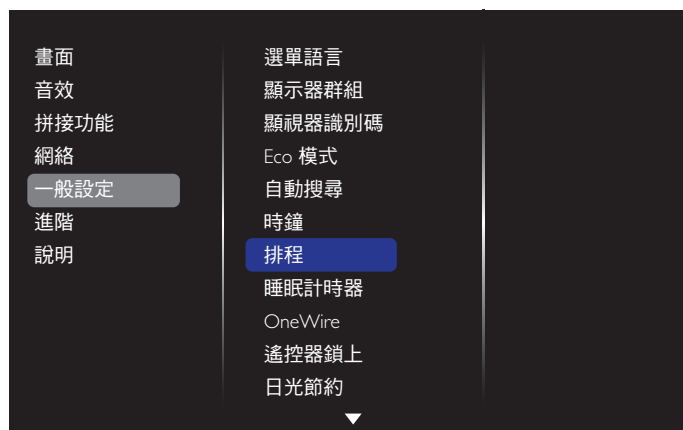 畫面
音效
拼接功能
網絡
一般設定
進階
說明
選單語言
顯示器群組
顯視器識別碼
Eco 模式
自動搜尋
時鐘
排程
睡眠計時器
OneWire
遙控器鎖上
日光節約